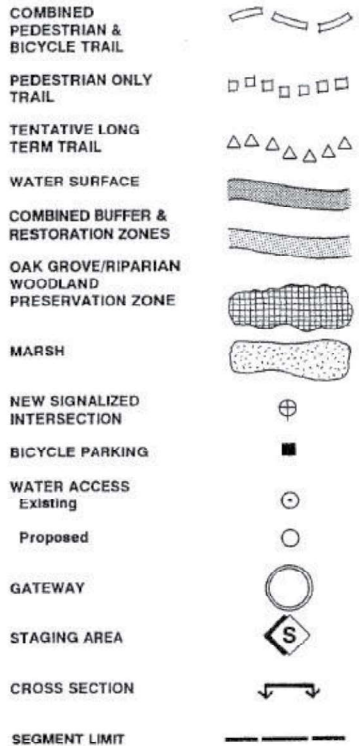 COMBINED
PEDESTRIAN &
BICYCLE TRAIL
PEDESTRIAN ONLY
TRAIL
TENTATIVE LONG
TERM TRAIL
WATER SURFACE
COMBINED BUFFER &
RESTORATION ZONES
OAK GROVE/RIPARIAN
WOODLAND
PRESERVATION ZONE
MARSH
NEW SIGNALIZED
INTERSECTION
BICYCLE PARKING
WATER ACCESS
Existing
Proposed
GATEWAY
STAGING AREA
S
CROSS SECTION
SEGMENT LIMIT